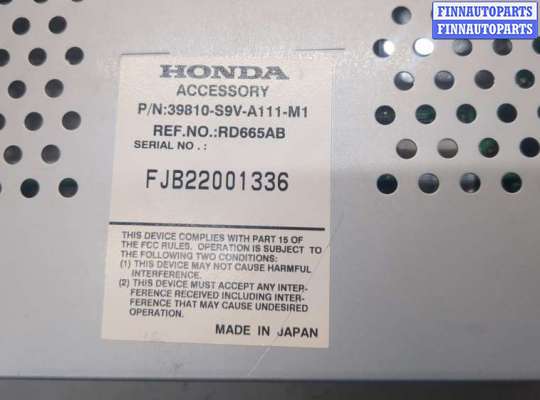 FINNAUTOPARTS
FINNAUTOPARTS
HONDA
ACCESSORY
P/N:39810-S9V-A111-M1
REF.NO.:RD665AB
SERIAL NO.:
FJB22001336
THIS DEVICE COMPLIES WITH PART 15 OF
THE FCC RULES. OPERATION IS SUBJECT TO
THE FOLLOWING TWO CONDITIONS:
(1) THIS DEVICE MAY NOT CAUSE HARMFUL
INTERFERENCE.
(2) THIS DEVICE MUST ACCEPT ANY INTER-
FERENCE RECEIVED INCLUDING INTER-
FERENCE THAT MAY CAUSE UNDESIRED
OPERATION.
MADE IN JAPAN